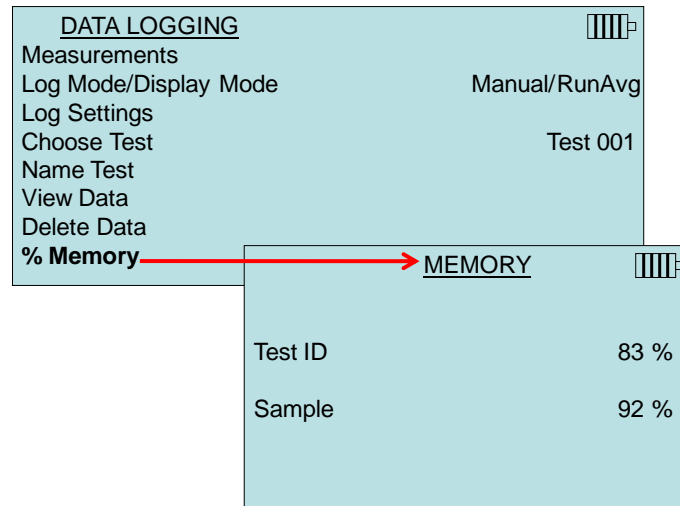 DATA LOGGING
Measurements
Log Mode/Display Mode Manual/RunAvg
Log Settings
Choose Test Test 001
Name Test
View Data
Delete Data
% Memory
MEMORY
Test ID 83 %
Sample 92 %